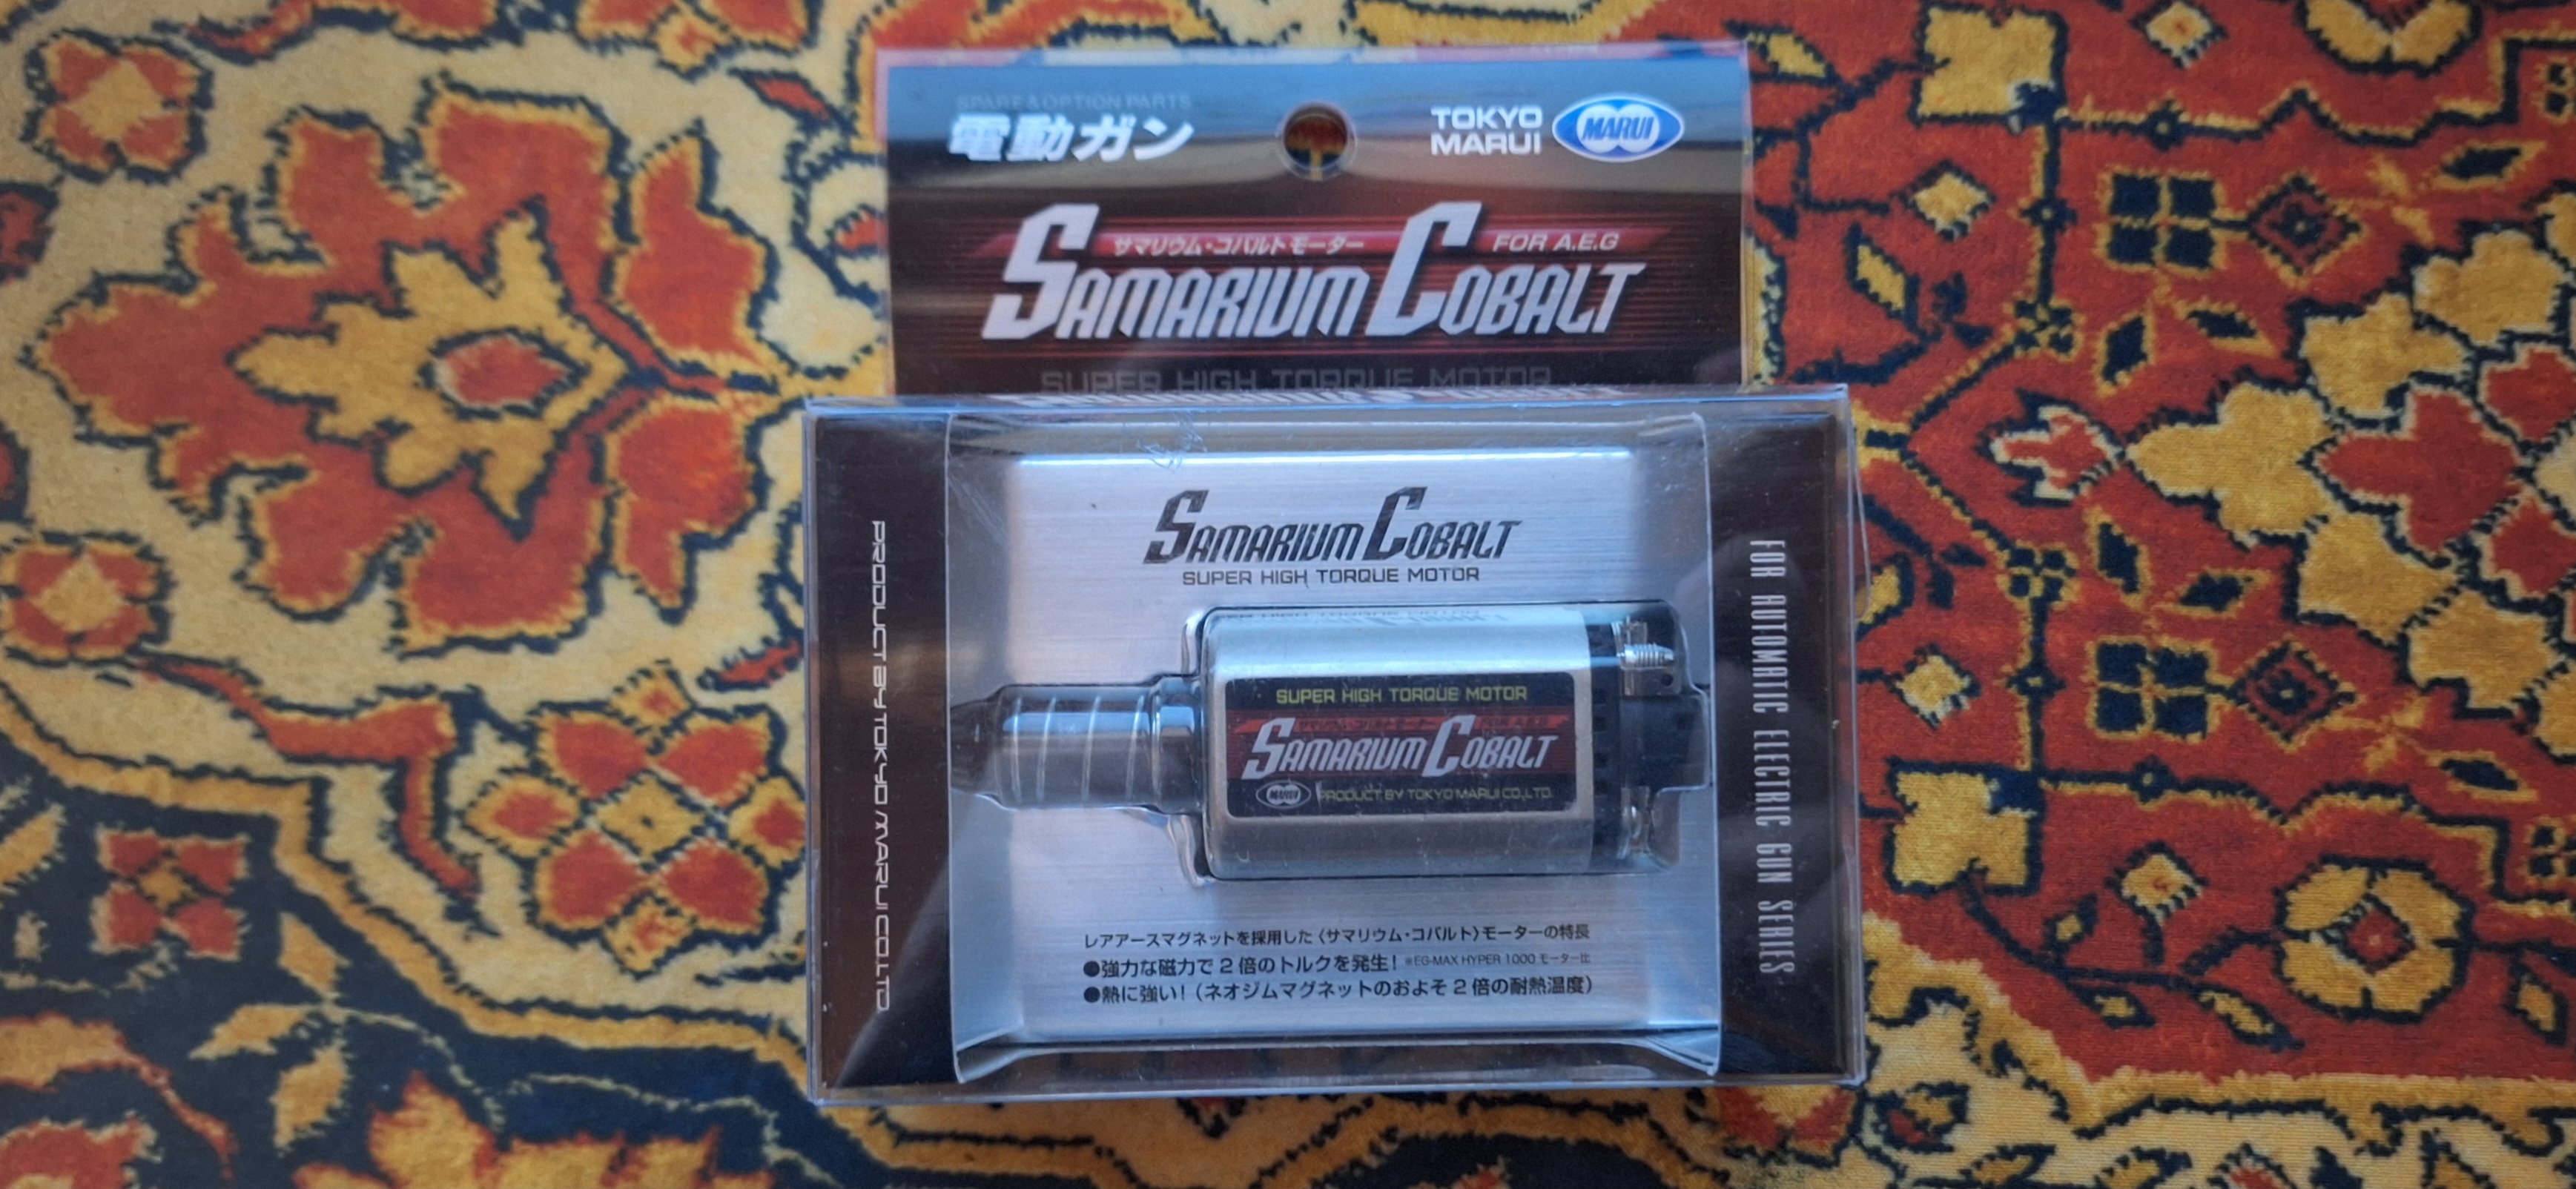 SPARE & OPTION PARTS
電動ガン
TOKYO
MARUI
MARUI
サマリウム・コバルトモーター
FOR A.E.G
SAMARIUM COBALT
SUPER HIGH TORQUE MOTOR
PRODUCT BY TOKYO MARUI CO.,LTD
SAMARIUM COBALT
SUPER HIGH TORQUE MOTOR
SUPER HIGH TORQUE MOTOR
SAMARIUM COBALT
MARUI PRODUCT BY TOKYO MARUI CO.,LTD.
レアアースマグネットを採用した〈サマリウム・コバルト〉モーターの特長
●強力な磁力で2倍のトルクを発生！ ※EG-MAX HYPER 1000 モーター比
●熱に強い！（ネオジムマグネットのおよそ2倍の耐熱温度）
FOR AUTOMATIC ELECTRIC GUN SERIES